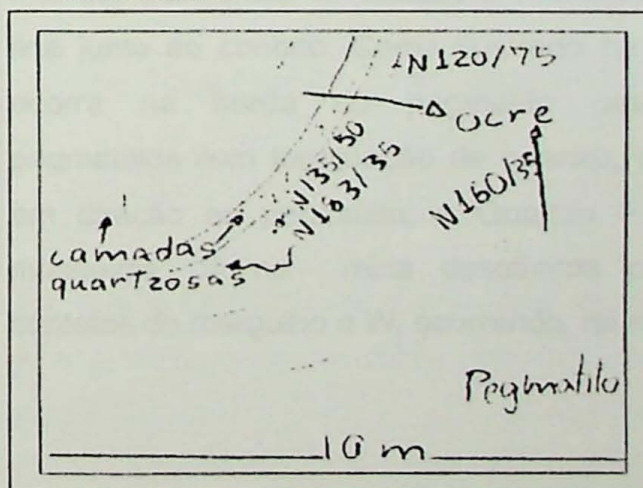 N120/75
ocre
N135/50
N163/35
N160/35
camadas
quartzosas
Pegmatito
10 m